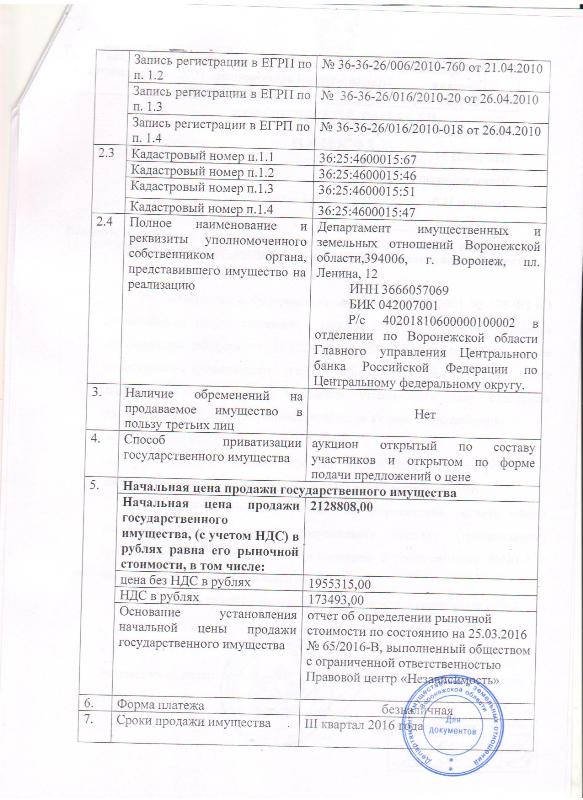 Запись регистрации в ЕГРП по № 36-36-26/006/2010-760 от 21.04.2010
п. 1.2
Запись регистрации в ЕГРП по № 36-36-26/016/2010-20 от 26.04.2010
п. 1.3
Запись регистрации в ЕГРП по № 36-36-26/016/2010-018 от 26.04.2010
п. 1.4
2.3 Кадастровый номер п.1.1 36:25:4600015:67
Кадастровый номер п.1.2 36:25:4600015:46
Кадастровый номер п.1.3 36:25:4600015:51
Кадастровый номер п.1.4 36:25:4600015:47
2.4 Полное наименование и
реквизиты уполномоченного
собственником органа,
представившего имущество на
реализацию
Департамент имущественных и
земельных отношений Воронежской
области,394006, г. Воронеж, пл.
Ленина, 12
ИНН 3666057069
БИК 042007001
Р/с 40201810600000100002 в
отделении по Воронежской области
Главного управления Центрального
банка Российской Федерации по
Центральному федеральному округу.
3. Наличие обременений на
продаваемое имущество в
пользу третьих лиц
Нет
4. Способ приватизации
государственного имущества
аукцион открытый по составу
участников и открытом по форме
подачи предложений о цене
5. Начальная цена продажи государственного имущества
Начальная цена продажи
государственного
имущества, (с учетом НДС) в
рублях равна его рыночной
стоимости, в том числе:
2128808,00
цена без НДС в рублях 1955315,00
НДС в рублях 173493,00
Основание установления
начальной цены продажи
государственного имущества
отчет об определении рыночной
стоимости по состоянию на 25.03.2016
№ 65/2016-В, выполненный обществом
с ограниченной ответственностью
Правовой центр «Независимость»
6. Форма платежа безналичная
7. Сроки продажи имущества III квартал 2016 года
Департамент имущественных и земельных отношений
Воронежской области
Для
документов